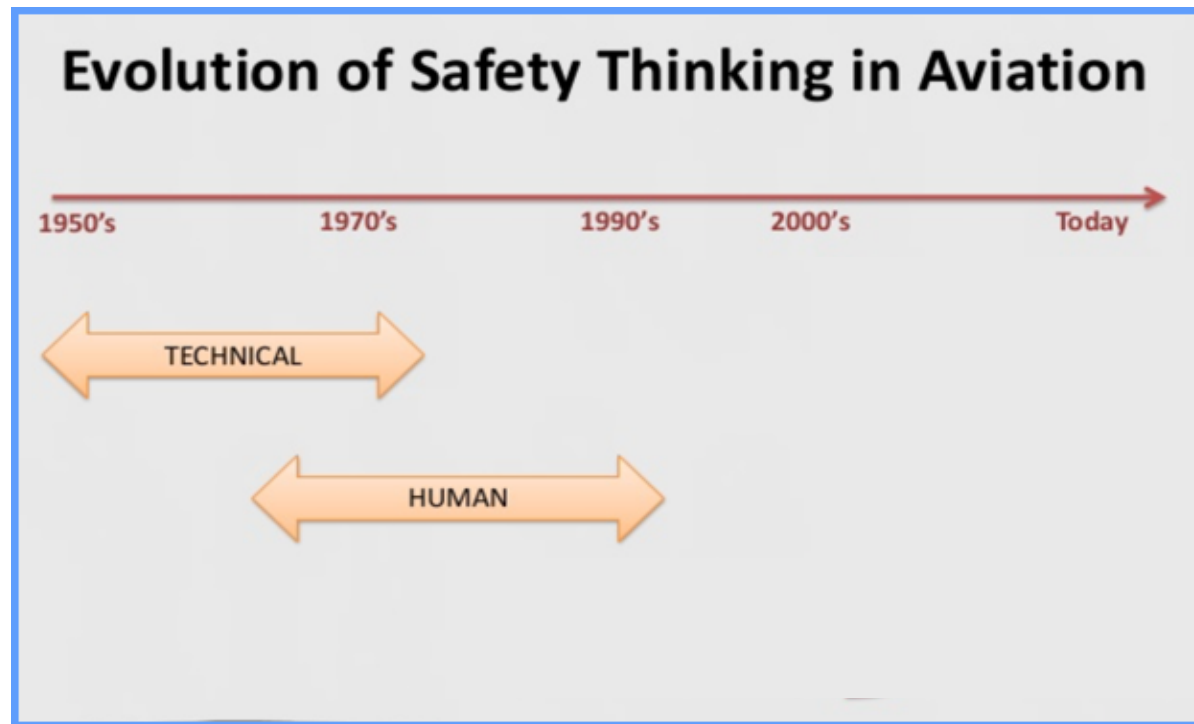 Evolution of Safety Thinking in Aviation
1950’s 1970’s 1990’s 2000’s Today
TECHNICAL
HUMAN